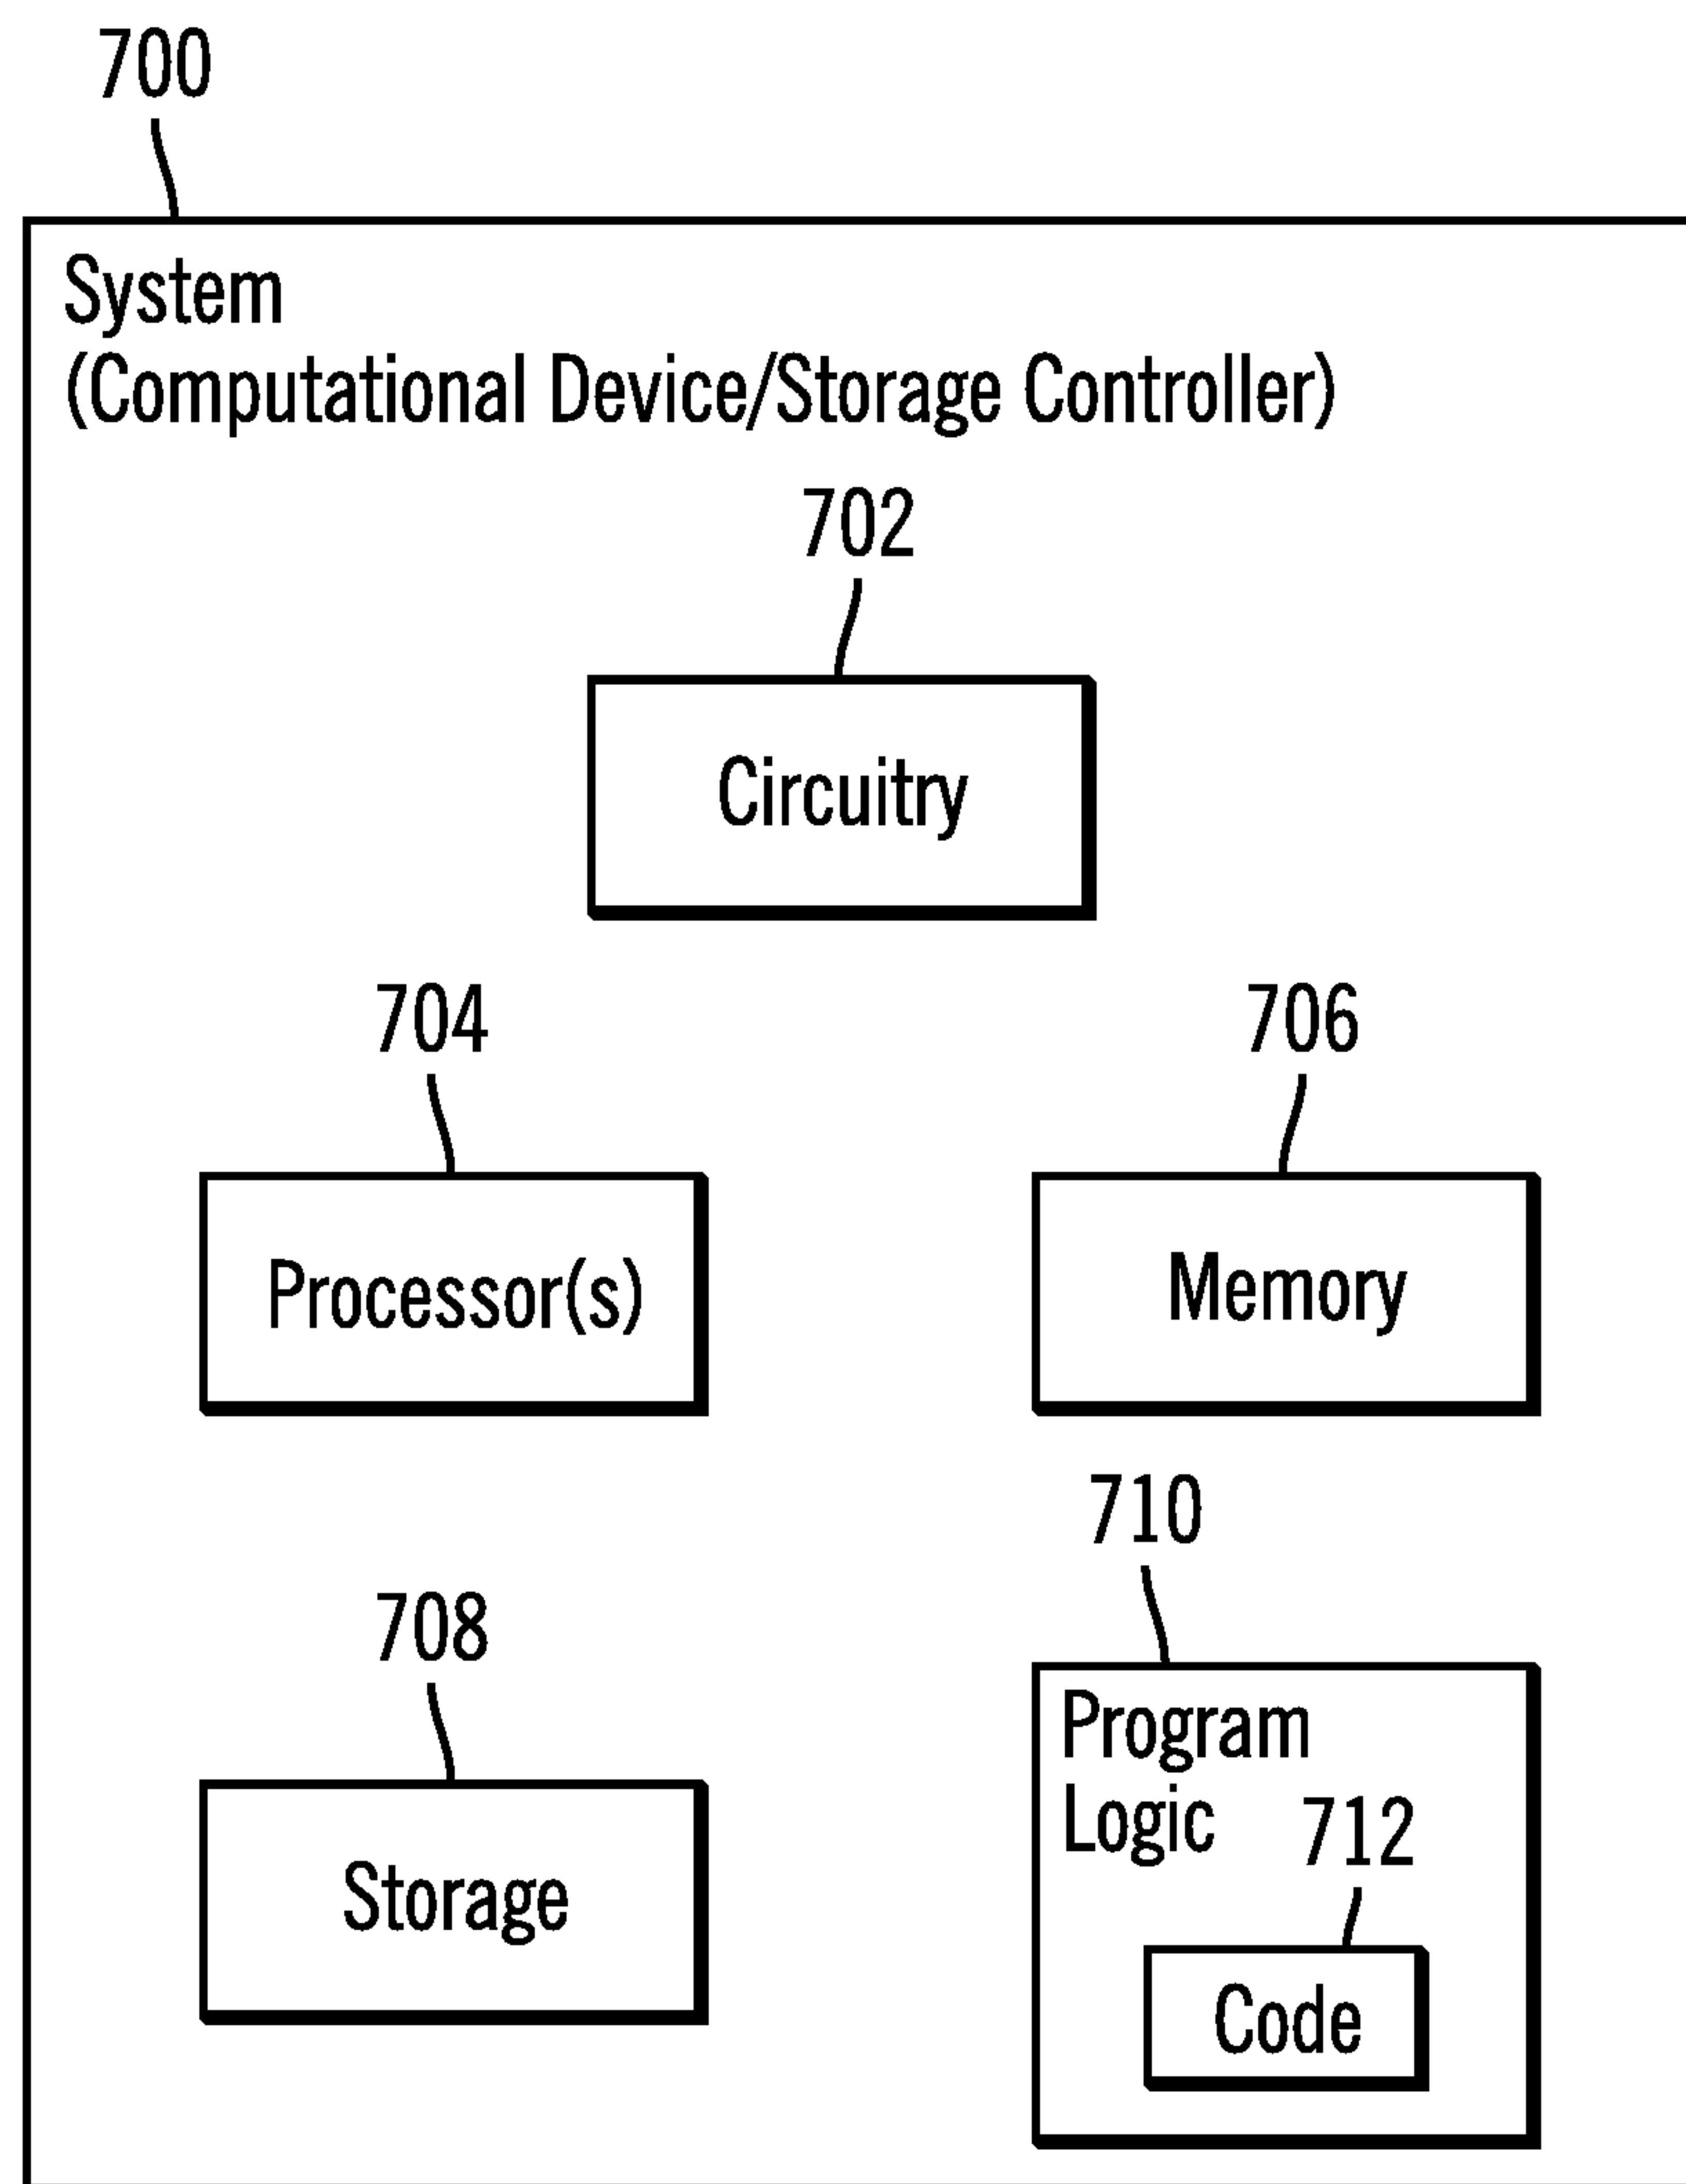 700
System
(Computational Device/Storage Controller)
702
Circuitry
704
706
Processor(s)
Memory
710
708
Program
Logic
712
Storage
Code